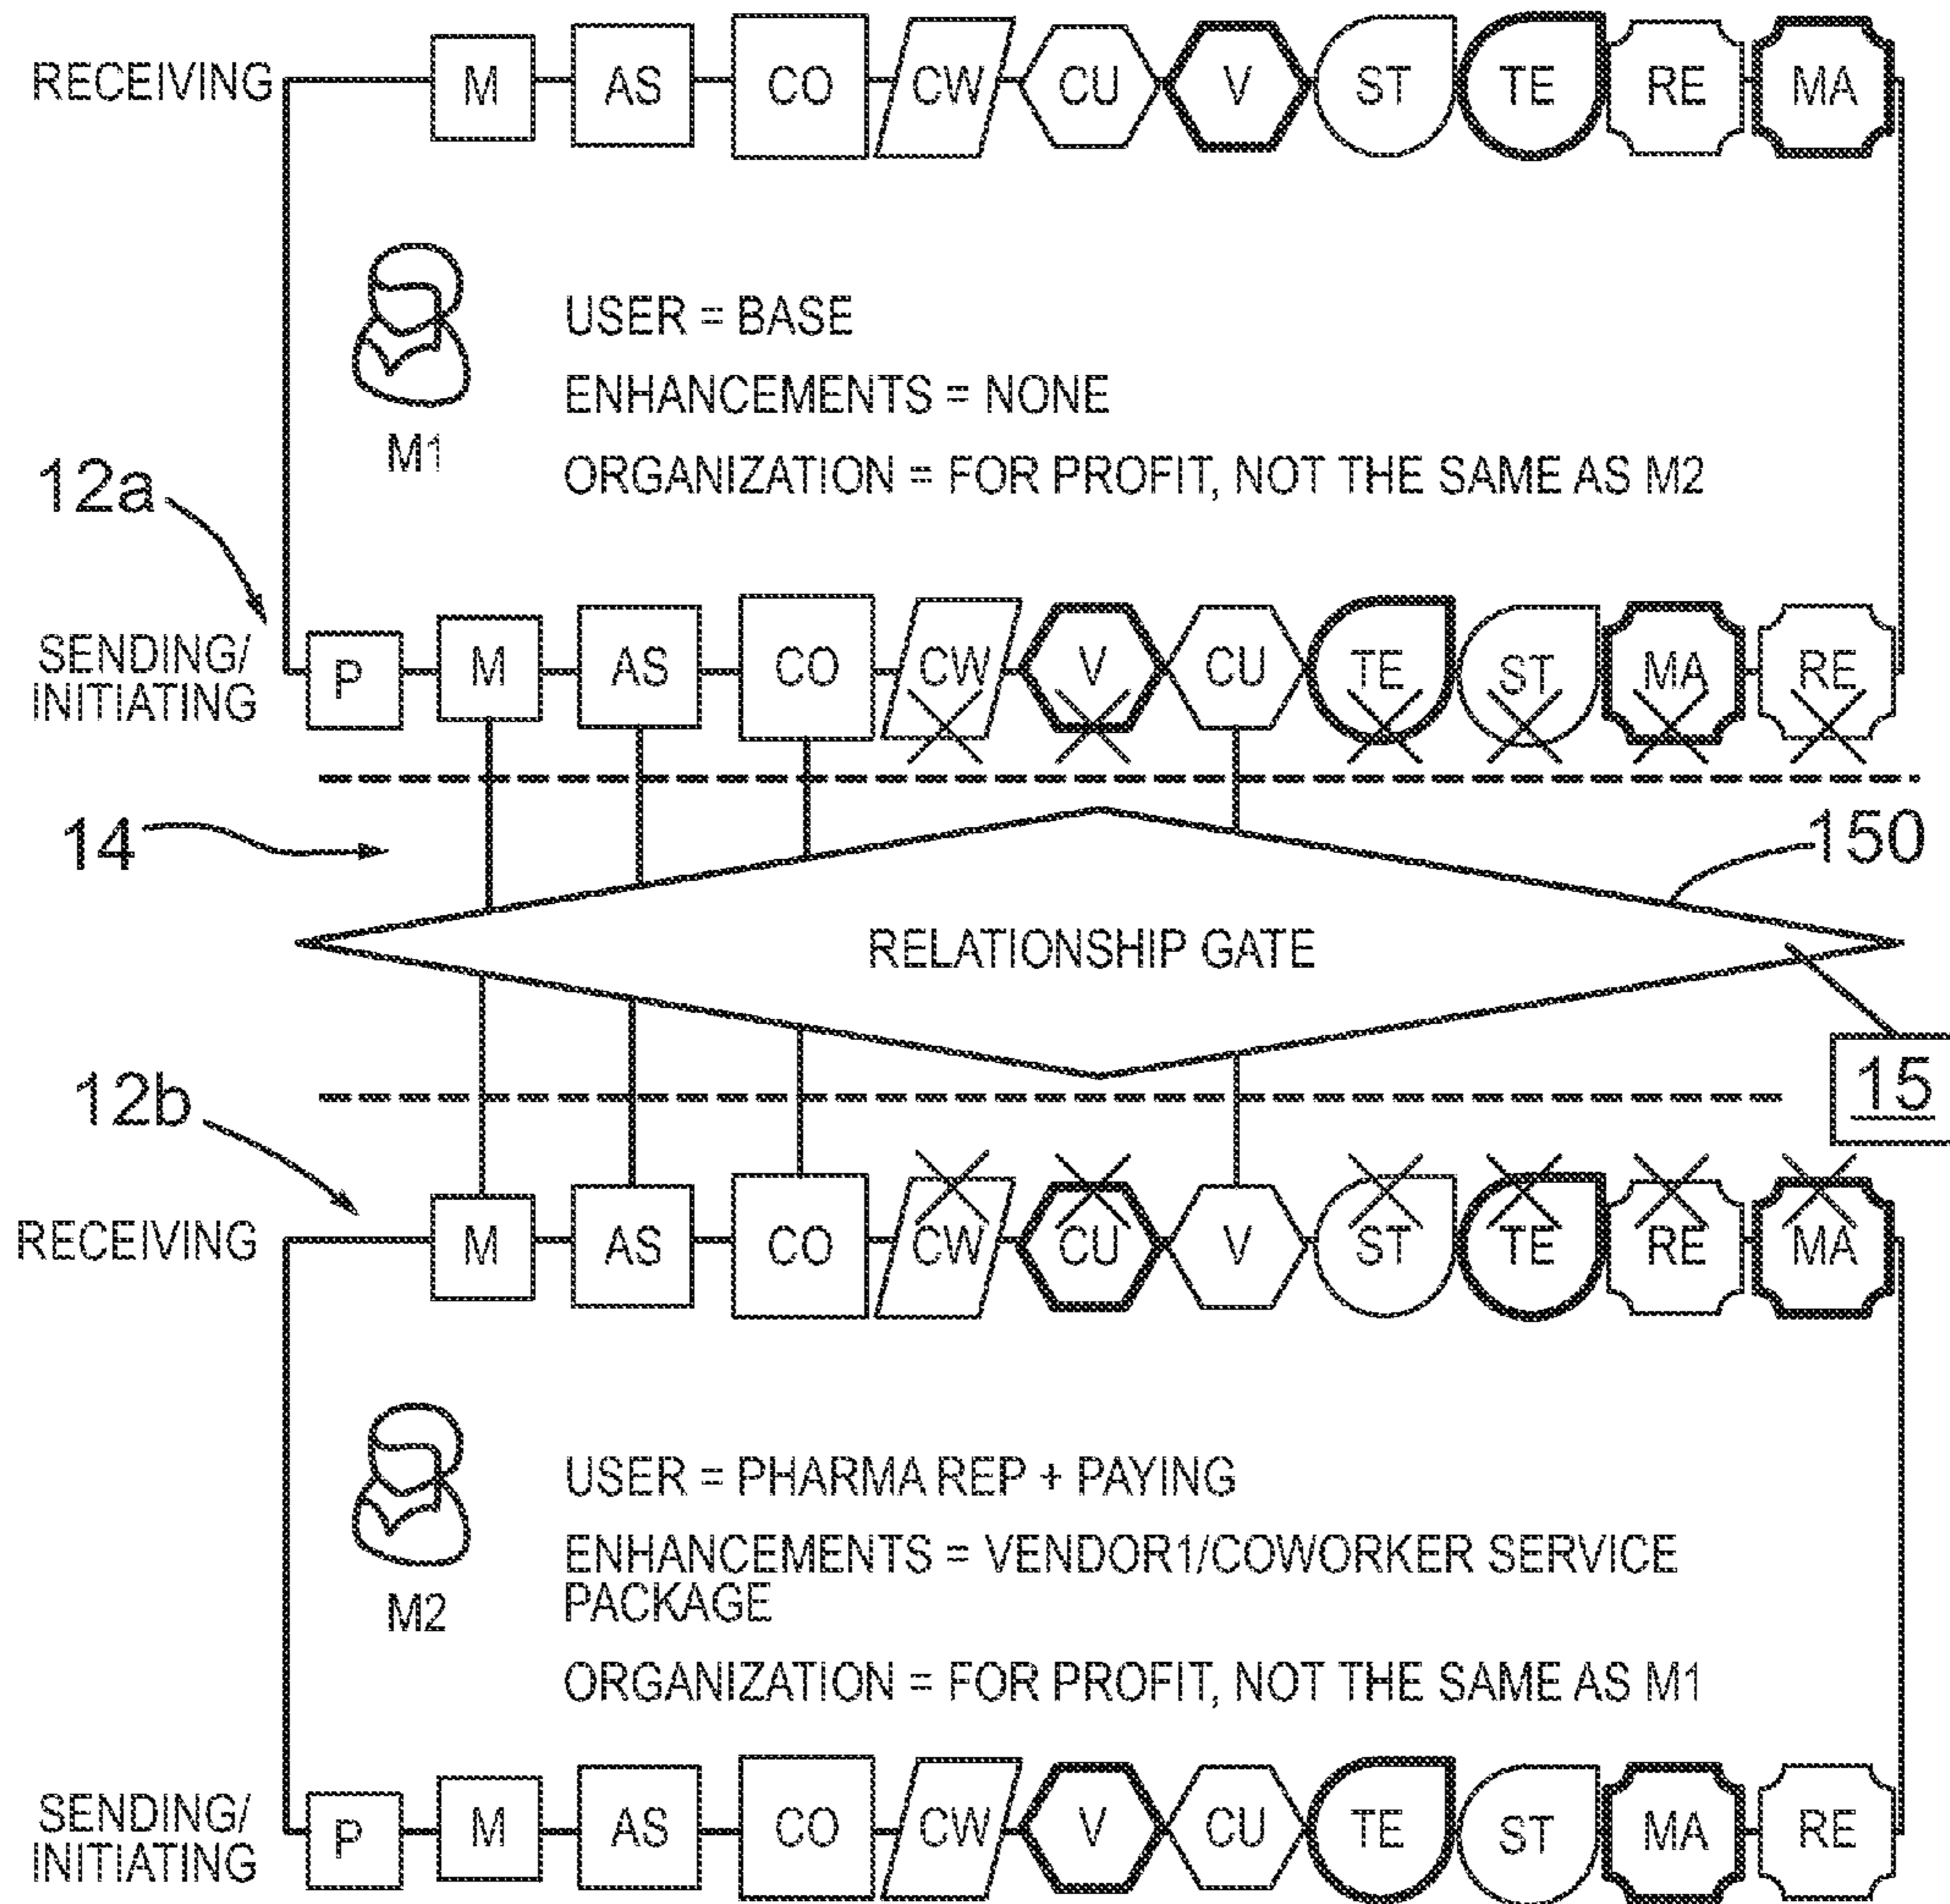 RECEIVING M AS CO CW CU V ST TE RE MA
USER = BASE
ENHANCEMENTS = NONE
M1
ORGANIZATION = FOR PROFIT, NOT THE SAME AS M2
12a
SENDING/
INITIATING
P M AS CO CW V CU TE ST MA RE
14
150
RELATIONSHIP GATE
15
12b
RECEIVING M AS CO CW CU V ST TE RE MA
USER = PHARMA REP + PAYING
ENHANCEMENTS = VENDOR1/COWORKER SERVICE
PACKAGE
M2
ORGANIZATION = FOR PROFIT, NOT THE SAME AS M1
SENDING/
INITIATING
P M AS CO CW V CU TE ST MA RE